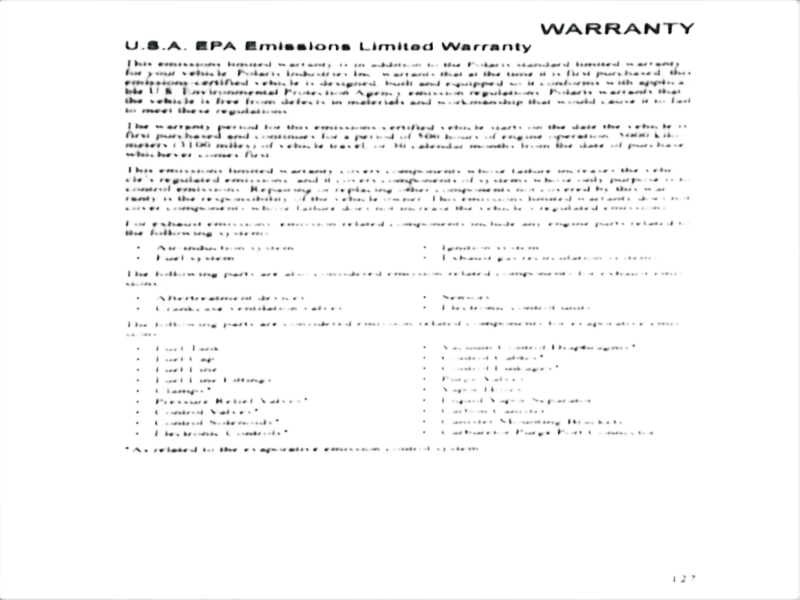 WARRANTY
U.S.A. EPA Emissions Limited Warranty
This emissions limited warranty is in addition to the Polaris standard limited warranty
for your vehicle. Polaris Industries Inc. warrants that at the time it is first purchased, this
emissions-certified vehicle is designed, built and equipped so it conforms with applica-
ble U.S. Environmental Protection Agency emission regulations. Polaris warrants that
the vehicle is free from defects in materials and workmanship that would cause it to fail
to meet these regulations.
The warranty period for this emissions-certified vehicle starts on the date the vehicle is
first purchased and continues for a period of 500 hours of engine operation, 5000 kilo-
meters (3100 miles) of vehicle travel, or 30 calendar months from the date of purchase,
whichever comes first.
This emissions limited warranty covers components whose failure increases the vehi-
cle's regulated emissions, and it covers components of systems whose only purpose is to
control emissions. Repairing or replacing other components not covered by this war-
ranty is the responsibility of the vehicle owner. This emissions limited warranty does not
cover components whose failure does not increase the vehicle's regulated emissions.
For exhaust emissions, emission-related components include any engine parts related to
the following systems:
• Air-induction system
• Fuel system
• Ignition system
• Exhaust gas recirculation systems
The following parts are also considered emission-related components for exhaust emis-
sions:
• Aftertreatment devices
• Crankcase ventilation valves
• Sensors
• Electronic control units
The following parts are considered emission-related components for evaporative emis-
sions:
• Fuel Tank
• Fuel Cap
• Fuel Line
• Fuel Line Fittings
• Clamps*
• Pressure Relief Valves*
• Control Valves*
• Control Solenoids*
• Electronic Controls*
• Vacuum Control Diaphragms*
• Control Cables*
• Control Linkages*
• Purge Valves
• Vapor Hoses
• Liquid/Vapor Separator
• Carbon Canister
• Canister Mounting Brackets
• Carburetor Purge Port Connector
*As related to the evaporative emission control system.
127